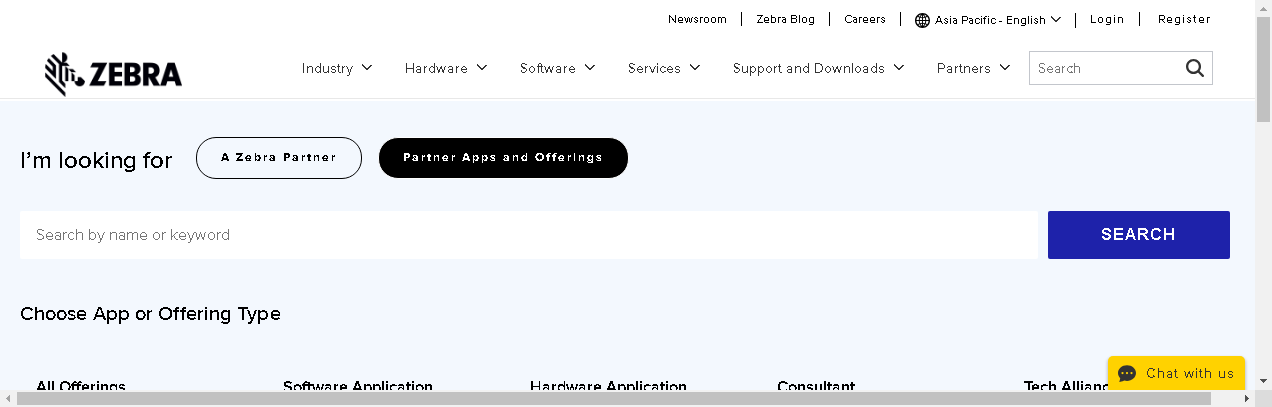 Newsroom Zebra Blog Careers Asia Pacific - English Login Register
ZEBRA Industry Hardware Software Services Support and Downloads Partners Search
I'm looking for A Zebra Partner Partner Apps and Offerings
Search by name or keyword SEARCH
Choose App or Offering Type
All Offerings Software Application Hardware Application Consultant Tech
Chat with us